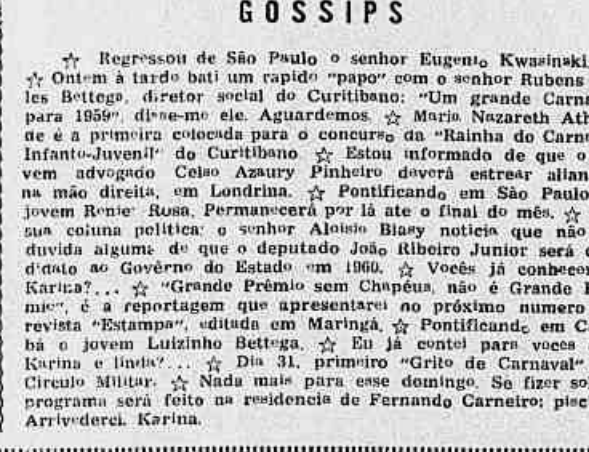 GOSSIPS
☆ Regressou de São Paulo o senhor Eugenio Kwasinski,
☆ Ontem à tarde bati um rapido "papo" com o senhor Rubens
les Bettega, diretor social do Curitibano: "Um grande Carna
para 1959", disse-me ele. Aguardemos. ☆ Maria Nazareth Ath
de é a primeira colocada para o concurso da "Rainha do Carne
Infanto-Juvenil" do Curitibano ☆ Estou informado de que o
vem advogado Celso Azaury Pinheiro deverá estrear alian
na mão direita, em Londrina. ☆ Pontificando em São Paulo
jovem Renier Rosa. Permanecerá por lá ate o final do mês. ☆
sua coluna politica o senhor Aloisio Blasy noticia que não
duvida alguma de que o deputado João Ribeiro Junior será c
d'dato ao Govêrno do Estado em 1960. ☆ Vocês já conhecem
Karina?... ☆ "Grande Prêmio sem Chapéus, não é Grande P
mio", é a reportagem que apresentarei no próximo numero
revista "Estampa", editada em Maringá. ☆ Pontificando em C
bá o jovem Luizinho Bettega. ☆ Eu já contei para voces
Karina e linda?... ☆ Dia 31, primeiro "Grito de Carnaval"
Circulo Militar. ☆ Nada mais para esse domingo. Se fizer so
programa será feito na residencia de Fernando Carneiro; pisc
Arrivederci. Karina.